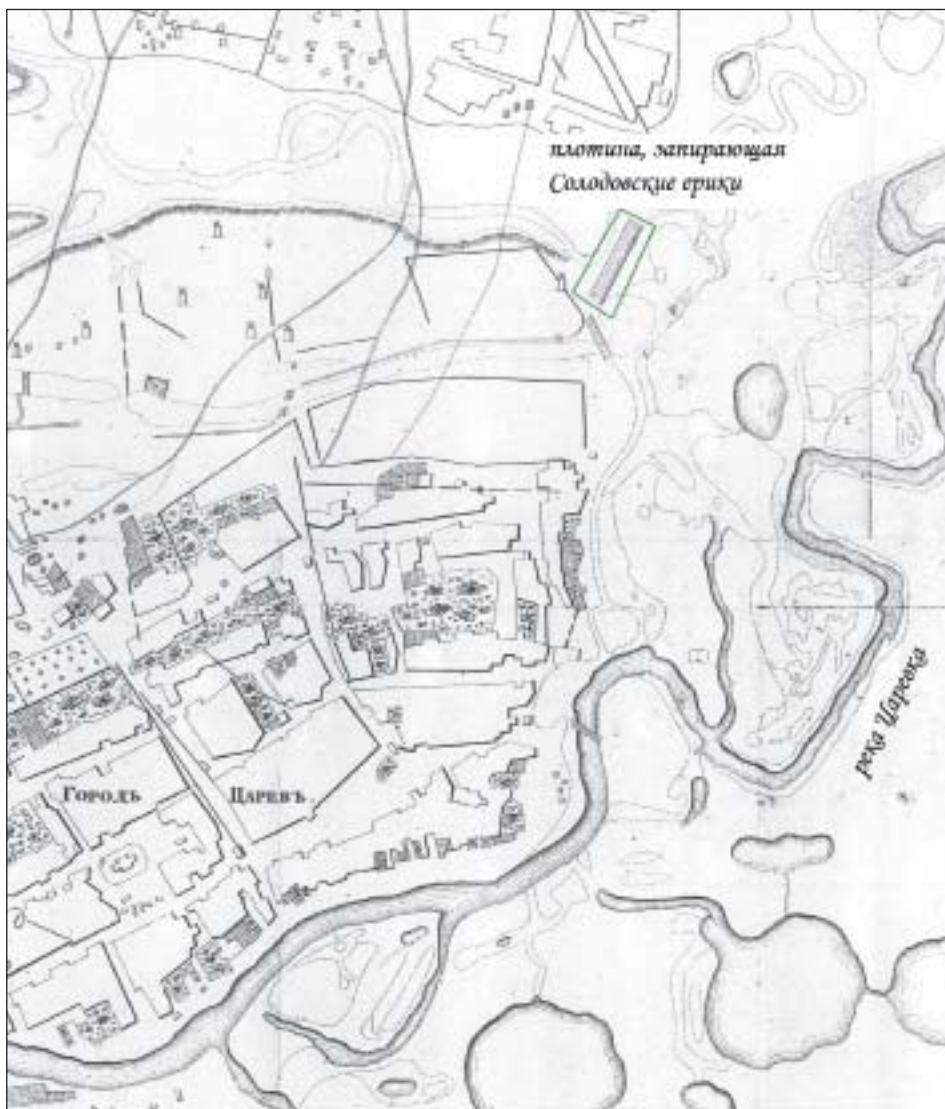 плотина, запирающая
Солодовские ерики
река Царевка
Городъ Царевъ